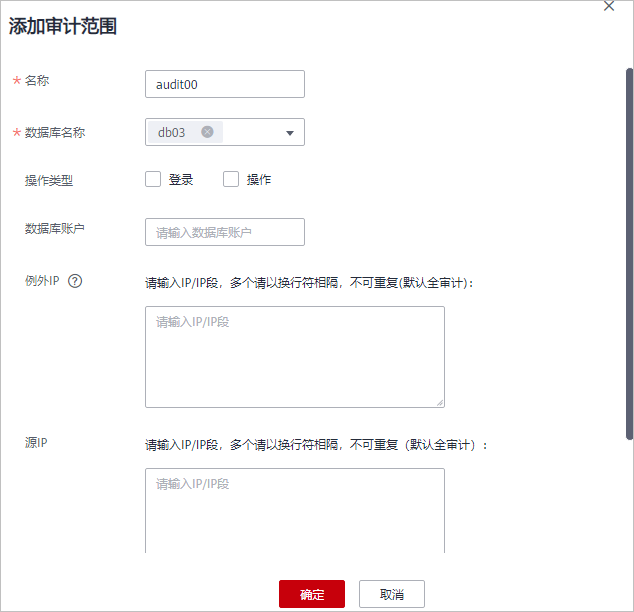 添加审计范围
* 名称
audit00
* 数据库名称
db03
操作类型
登录
操作
数据库账户
请输入数据库账户
例外IP ?
请输入IP/IP段，多个请以换行符相隔，不可重复(默认全审计)：
请输入IP/IP段
源IP
请输入IP/IP段，多个请以换行符相隔，不可重复（默认全审计）：
请输入IP/IP段
确定
取消